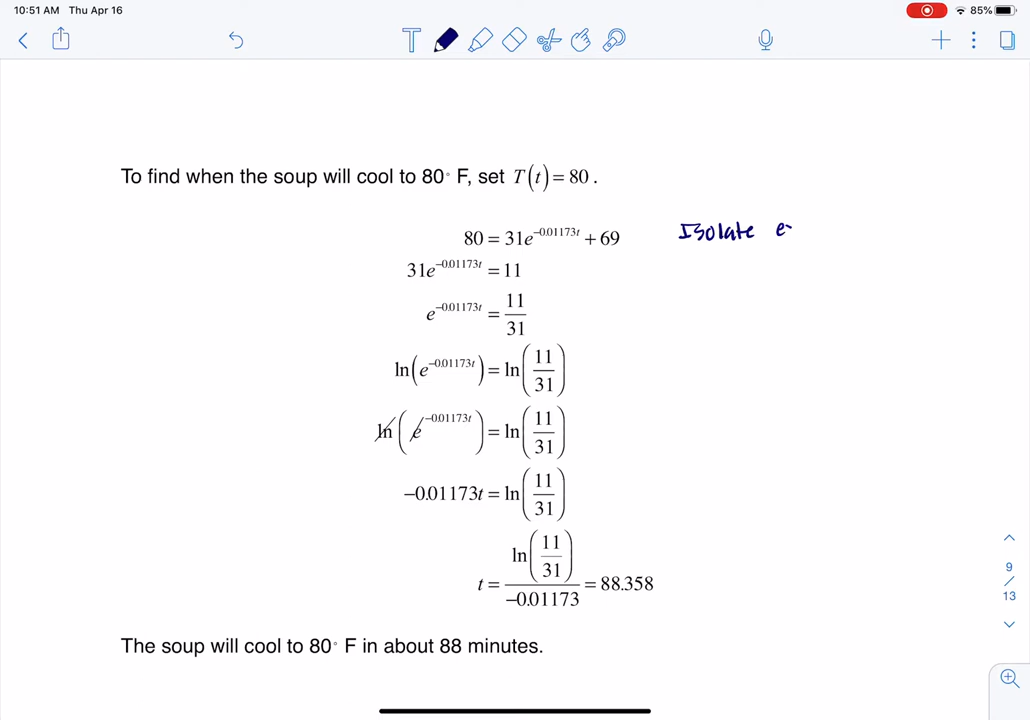 10:51 AM Thu Apr 16
85%
To find when the soup will cool to 80° F, set T(t) = 80 .
80 = 31e^{−0.01173t} + 69
Isolate e
31e^{−0.01173t} = 11
e^{−0.01173t} = 11/31
ln(e^{−0.01173t}) = ln(11/31)
ln(e^{−0.01173t}) = ln(11/31)
−0.01173t = ln(11/31)
t = ln(11/31)/−0.01173 = 88.358
The soup will cool to 80° F in about 88 minutes.
9
/
13